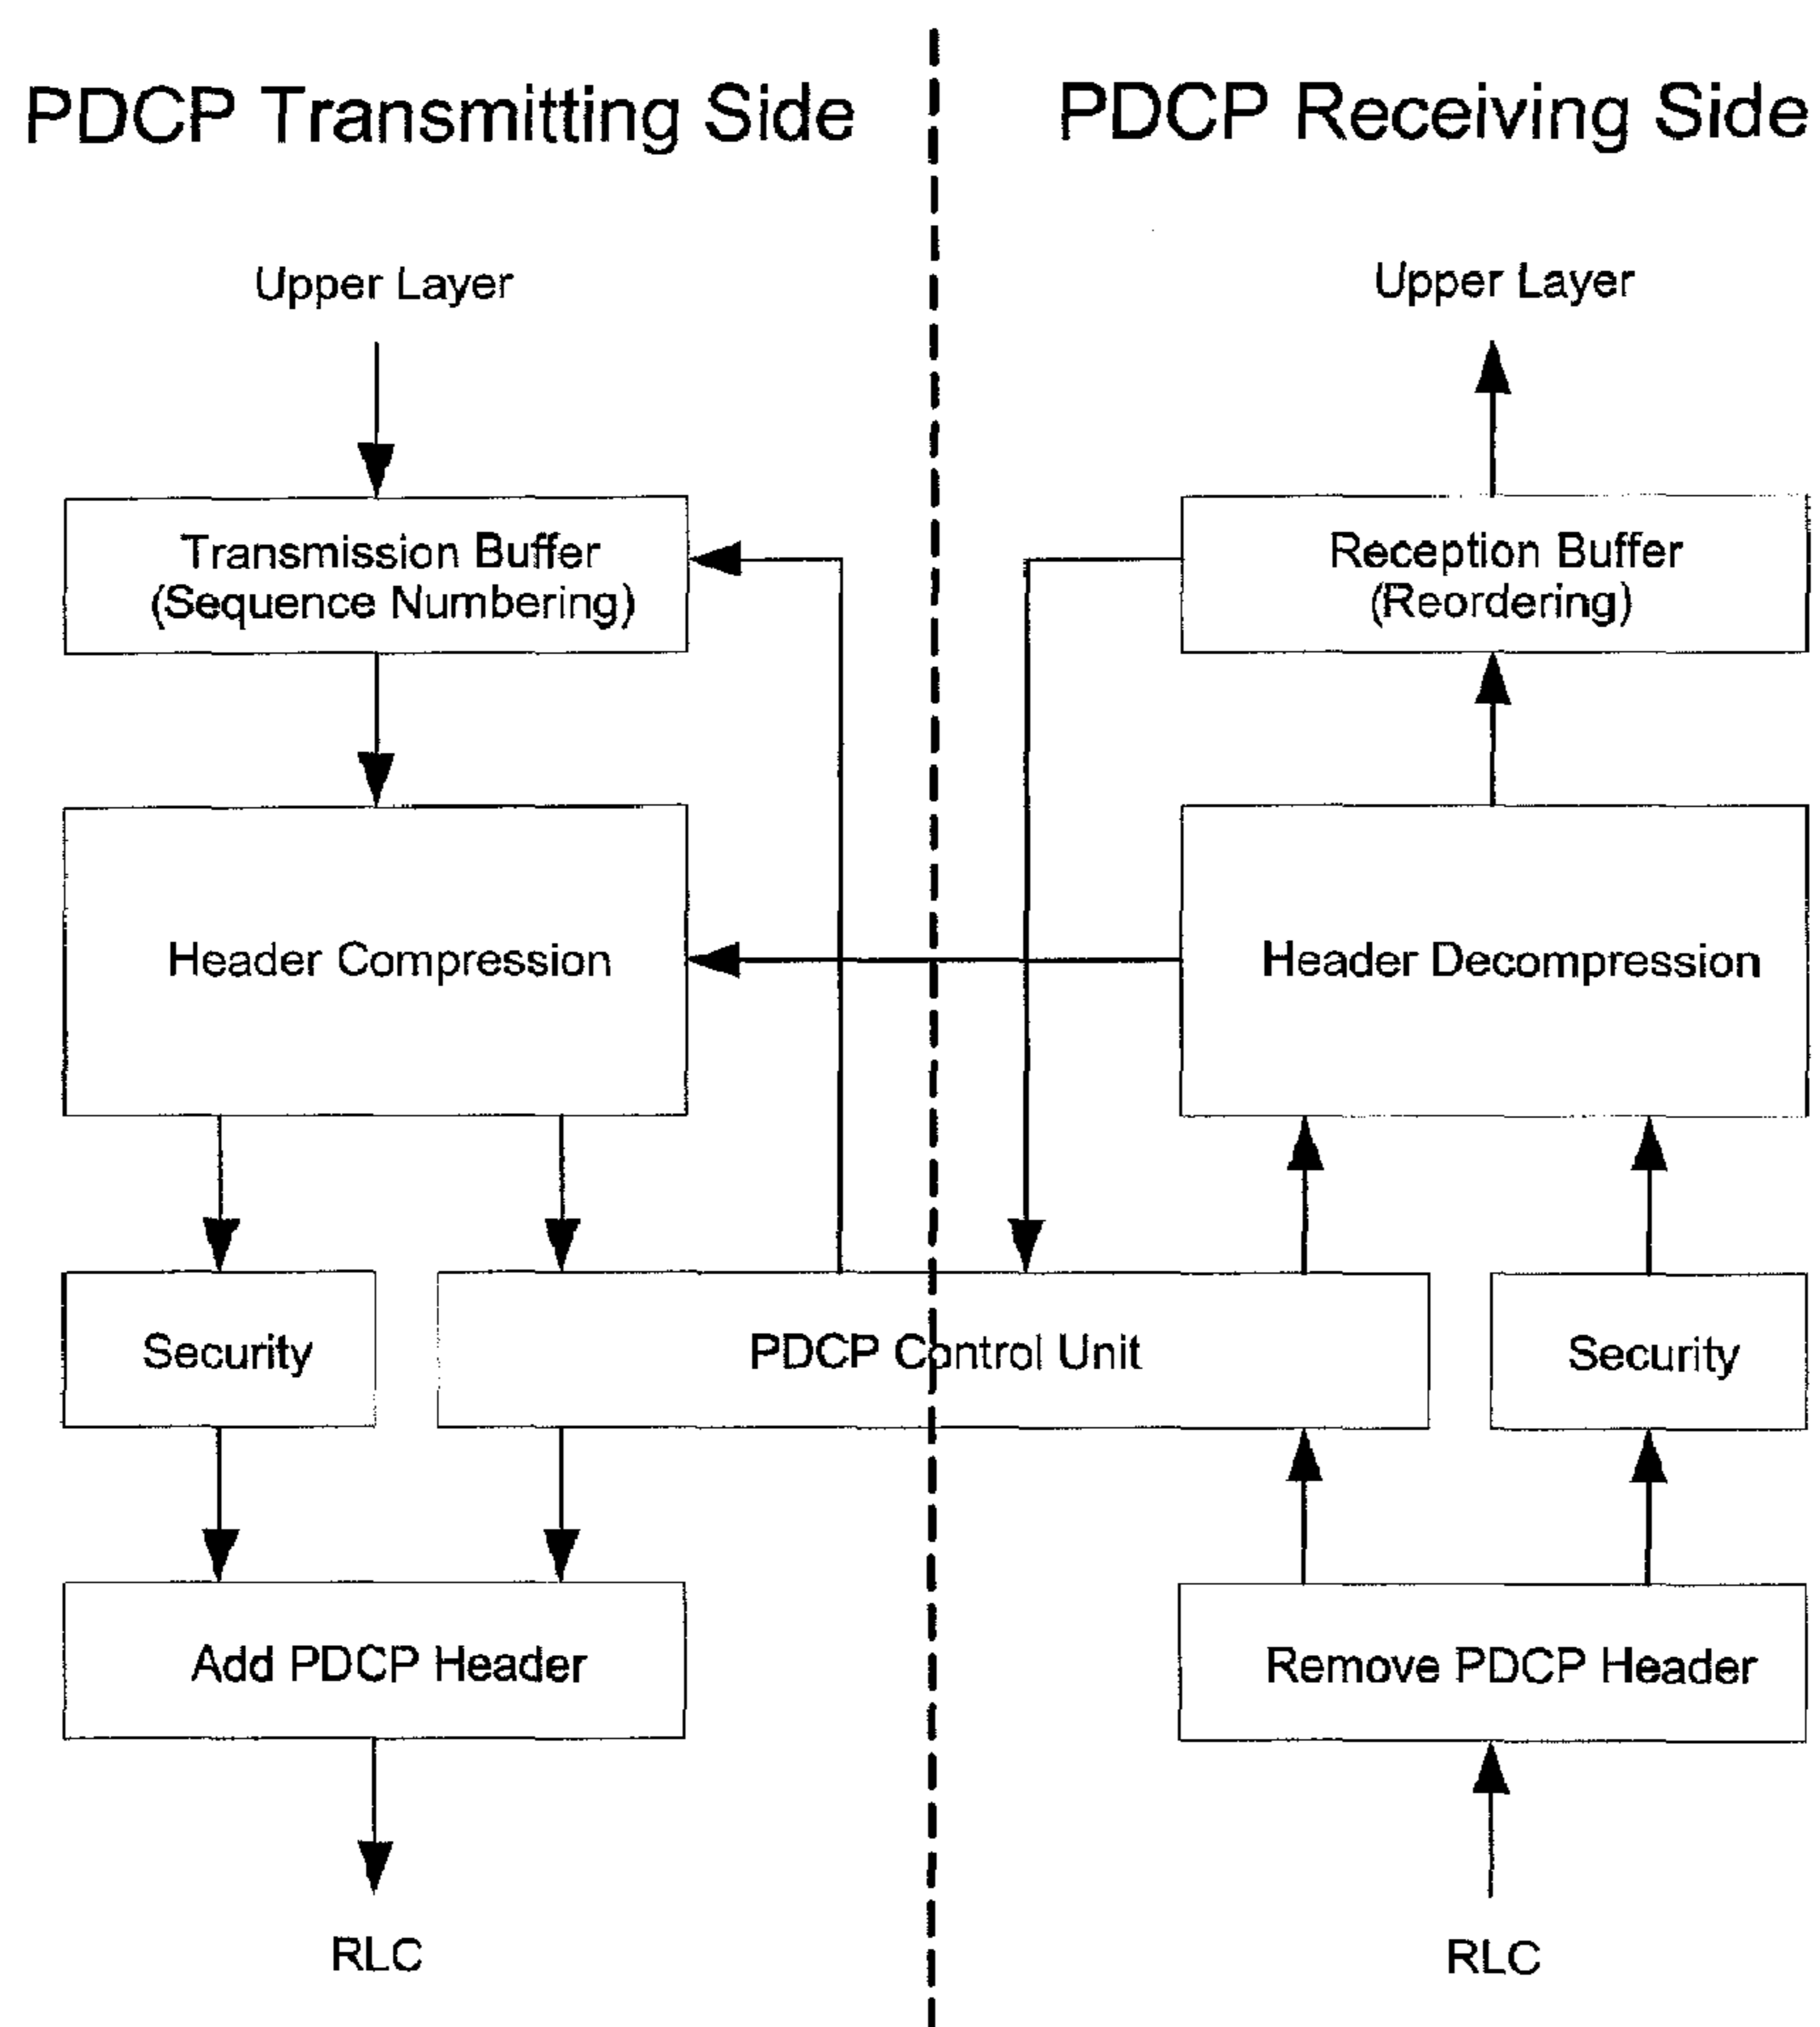 PDCP Transmitting Side
PDCP Receiving Side
Upper Layer
Upper Layer
Transmission Buffer
(Sequence Numbering)
Reception Buffer
(Reordering)
Header Compression
Header Decompression
Security
PDCP Control Unit
Security
Add PDCP Header
Remove PDCP Header
RLC
RLC